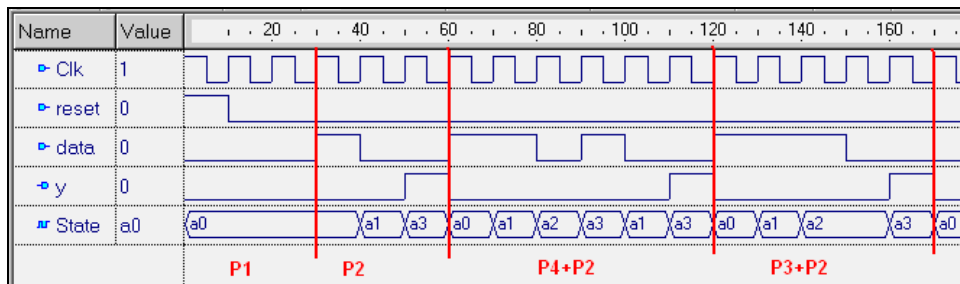 Name Value 20 40 60 80 100 120 140 160
Clk 1
reset 0
data 0
y 0
State a0 a0 a1 a3 a0 a1 a2 a3 a1 a3 a0 a1 a2 a3 a0
P1 P2 P4+P2 P3+P2